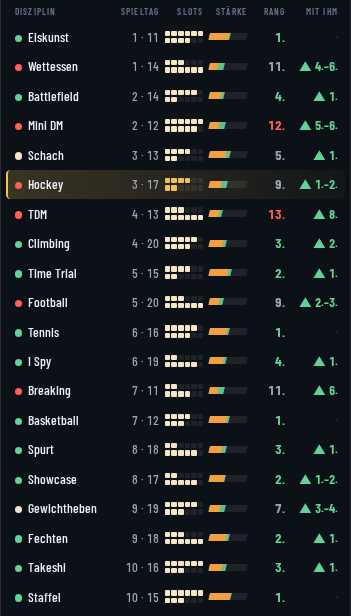 DISZIPLIN SPIELTAG SLOTS STÄRKE RANG MIT IHM
Eiskunst 1 · 11 1.
Wettessen 1 · 14 11. ▲ 4.-6.
Battlefield 2 · 14 4. ▲ 1.
Mini DM 2 · 12 12. ▲ 5.-6.
Schach 3 · 13 5. ▲ 1.
Hockey 3 · 17 9. ▲ 1.-2.
TDM 4 · 13 13. ▲ 8.
Climbing 4 · 20 3. ▲ 2.
Time Trial 5 · 15 2. ▲ 1.
Football 5 · 20 9. ▲ 2.-3.
Tennis 6 · 16 1.
I Spy 6 · 19 4. ▲ 1.
Breaking 7 · 11 11. ▲ 6.
Basketball 7 · 12 1.
Spurt 8 · 18 3. ▲ 1.
Showcase 8 · 17 2. ▲ 1.-2.
Gewichtheben 9 · 19 7. ▲ 3.-4.
Fechten 9 · 18 2. ▲ 1.
Takeshi 10 · 16 3. ▲ 1.
Staffel 10 · 15 1.